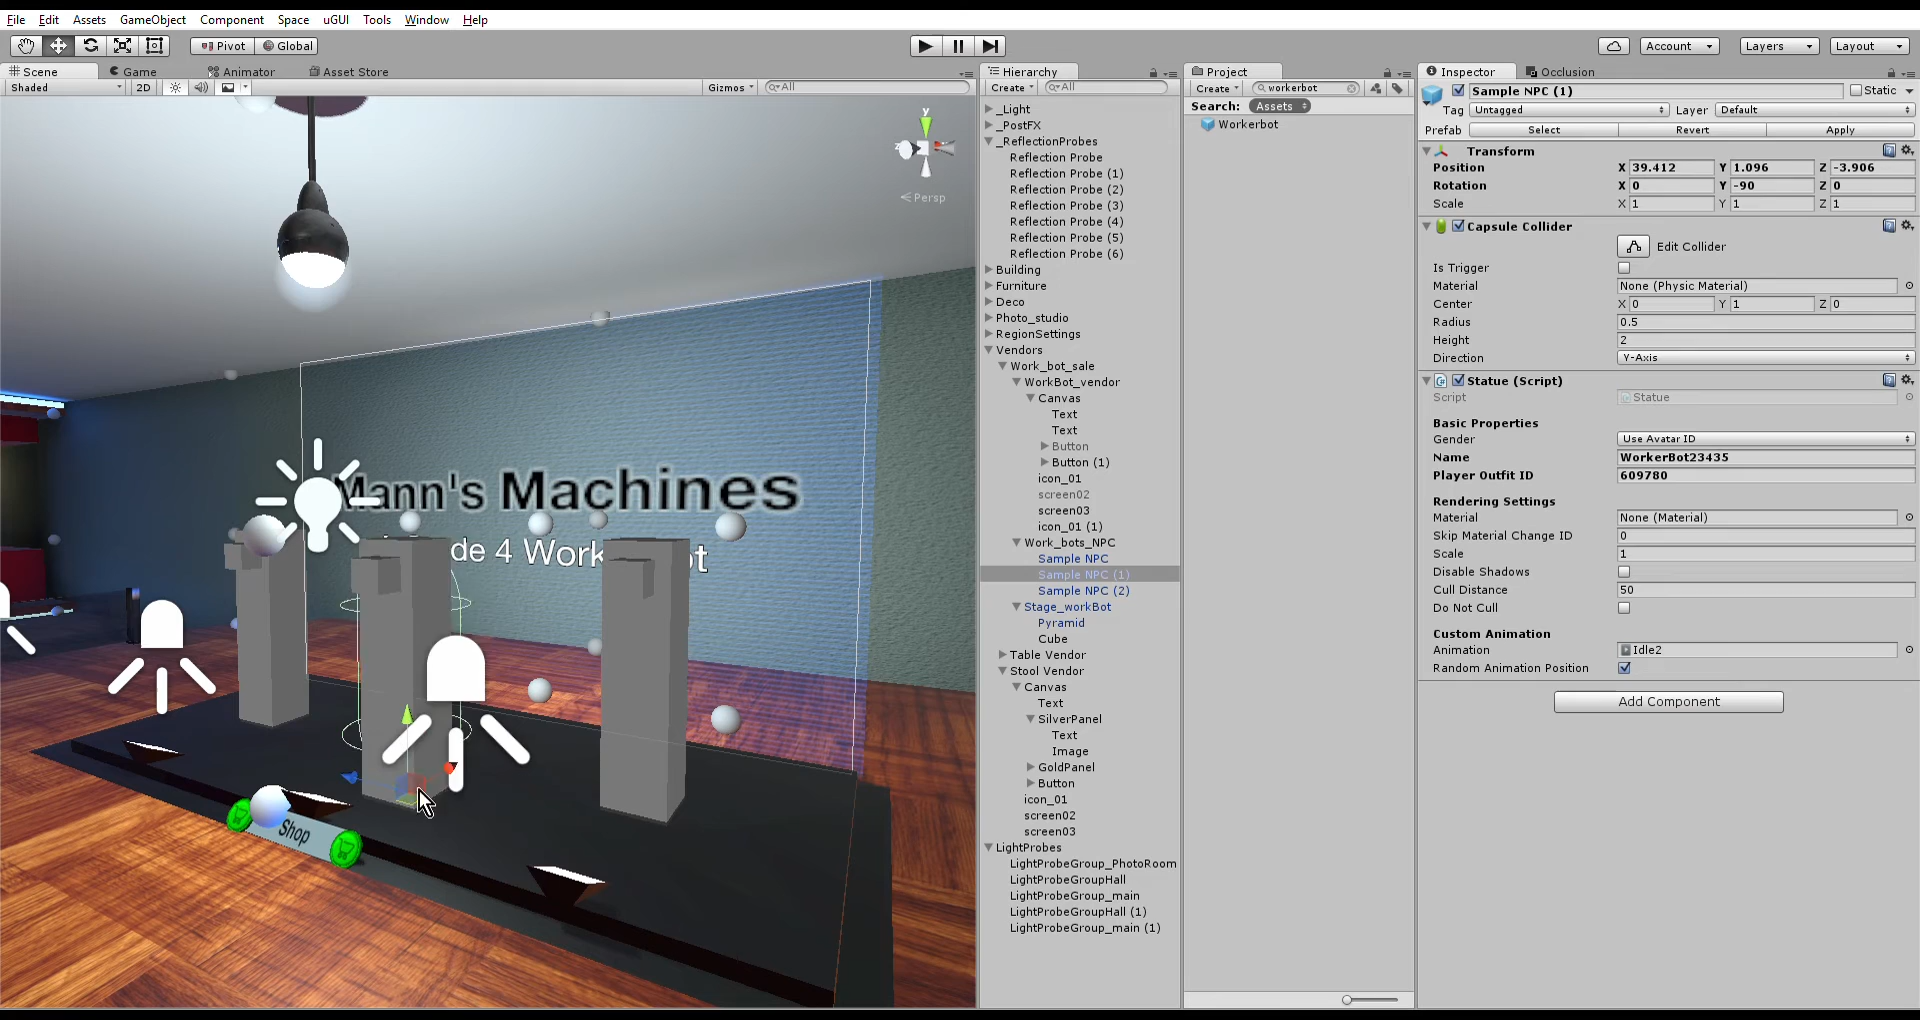 File Edit Assets GameObject Component Space uGUI Tools Window Help
Pivot Global Account Layers Layout
Scene Game Animator Asset Store
Shaded 2D Gizmos All
y
Persp
Mann's Machines
de 4 Work ot
Shop
Hierarchy
Create All
_Light
_PostFX
_ReflectionProbes
Reflection Probe
Reflection Probe (1)
Reflection Probe (2)
Reflection Probe (3)
Reflection Probe (4)
Reflection Probe (5)
Reflection Probe (6)
Building
Furniture
Deco
Photo_studio
RegionSettings
Vendors
Work_bot_sale
WorkBot_vendor
Canvas
Text
Text
Button
Button (1)
icon_01
screen02
screen03
icon_01 (1)
Work_bots_NPC
Sample NPC
Sample NPC (1)
Sample NPC (2)
Stage_workBot
Pyramid
Cube
Table Vendor
Stool Vendor
Canvas
Text
SilverPanel
Text
Image
GoldPanel
Button
icon_01
screen02
screen03
LightProbes
LightProbeGroup_PhotoRoom
LightProbeGroupHall
LightProbeGroup_main
LightProbeGroupHall (1)
LightProbeGroup_main (1)
Project
Create workerbot
Search: Assets
Workerbot
Inspector Occlusion
Sample NPC (1) Static
Tag Untagged Layer Default
Prefab Select Revert Apply
Transform
Position X 39.412 Y 1.096 Z -3.906
Rotation X 0 Y -90 Z 0
Scale X 1 Y 1 Z 1
Capsule Collider
Edit Collider
Is Trigger
Material None (Physic Material)
Center X 0 Y 1 Z 0
Radius 0.5
Height 2
Direction Y-Axis
Statue (Script)
Script Statue
Basic Properties
Gender Use Avatar ID
Name WorkerBot23435
Player Outfit ID 609780
Rendering Settings
Material None (Material)
Skip Material Change ID 0
Scale 1
Disable Shadows
Cull Distance 50
Do Not Cull
Custom Animation
Animation Idle2
Random Animation Position
Add Component